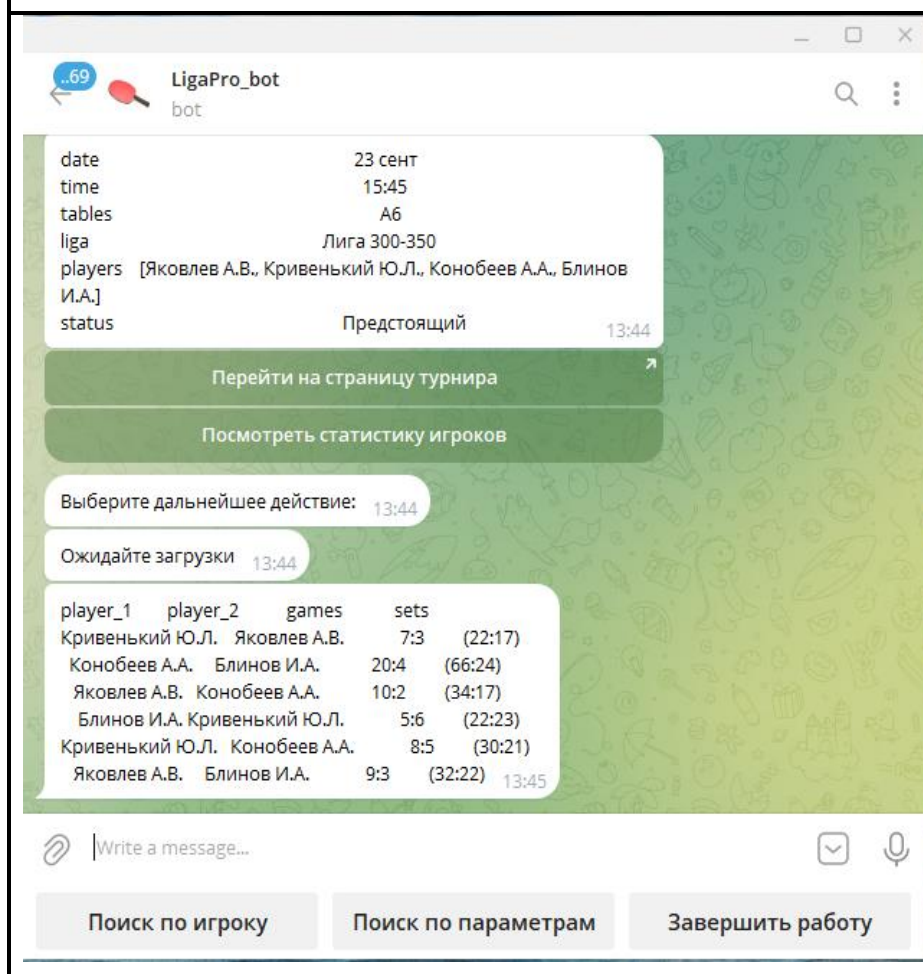 ..69
LigaPro_bot
bot
date 23 сент
time 15:45
tables A6
liga Лига 300-350
players [Яковлев А.В., Кривенький Ю.Л., Конобеев А.А., Блинов
И.А.]
status Предстоящий 13:44
Перейти на страницу турнира
Посмотреть статистику игроков
Выберите дальнейшее действие: 13:44
Ожидайте загрузки 13:44
player_1 player_2 games sets
Кривенький Ю.Л. Яковлев А.В. 7:3 (22:17)
Конобеев А.А. Блинов И.А. 20:4 (66:24)
Яковлев А.В. Конобеев А.А. 10:2 (34:17)
Блинов И.А. Кривенький Ю.Л. 5:6 (22:23)
Кривенький Ю.Л. Конобеев А.А. 8:5 (30:21)
Яковлев А.В. Блинов И.А. 9:3 (32:22) 13:45
Write a message...
Поиск по игроку Поиск по параметрам Завершить работу